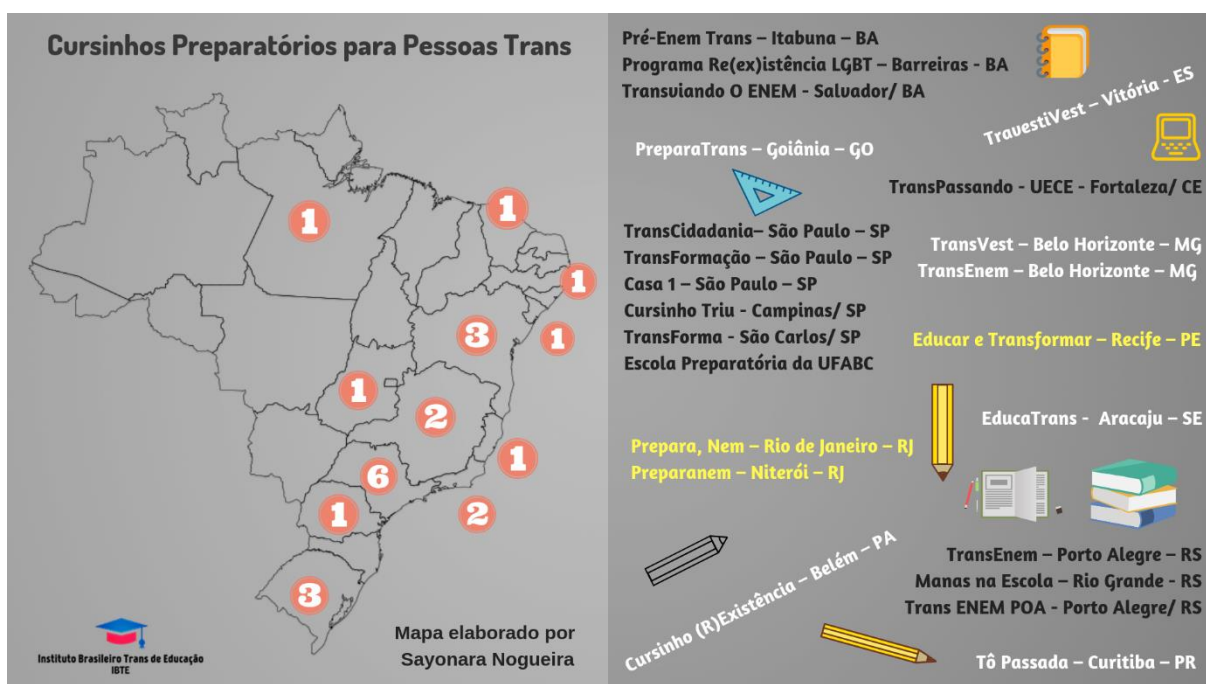 Cursinhos Preparatórios para Pessoas Trans
1
1
1
3
1
1
2
1
6
2
1
3
Instituto Brasileiro Trans de Educação
IBTE
Mapa elaborado por
Sayonara Nogueira
Pré-Enem Trans – Itabuna – BA
Programa Re(ex)istência LGBT – Barreiras - BA
Transviando O ENEM - Salvador/ BA
TravestiVest – Vitória - ES
PreparaTrans – Goiânia – GO
TransPassando - UECE - Fortaleza/ CE
TransCidadania– São Paulo – SP
TransFormação – São Paulo – SP
Casa 1 – São Paulo – SP
Cursinho Triu - Campinas/ SP
TransForma - São Carlos/ SP
Escola Preparatória da UFABC
TransVest – Belo Horizonte – MG
TransEnem – Belo Horizonte – MG
Educar e Transformar – Recife – PE
EducaTrans - Aracaju – SE
Prepara, Nem – Rio de Janeiro – RJ
Preparanem – Niterói – RJ
Cursinho (R)Existência – Belém – PA
TransEnem – Porto Alegre – RS
Manas na Escola – Rio Grande - RS
Trans ENEM POA - Porto Alegre/ RS
Tô Passada – Curitiba – PR